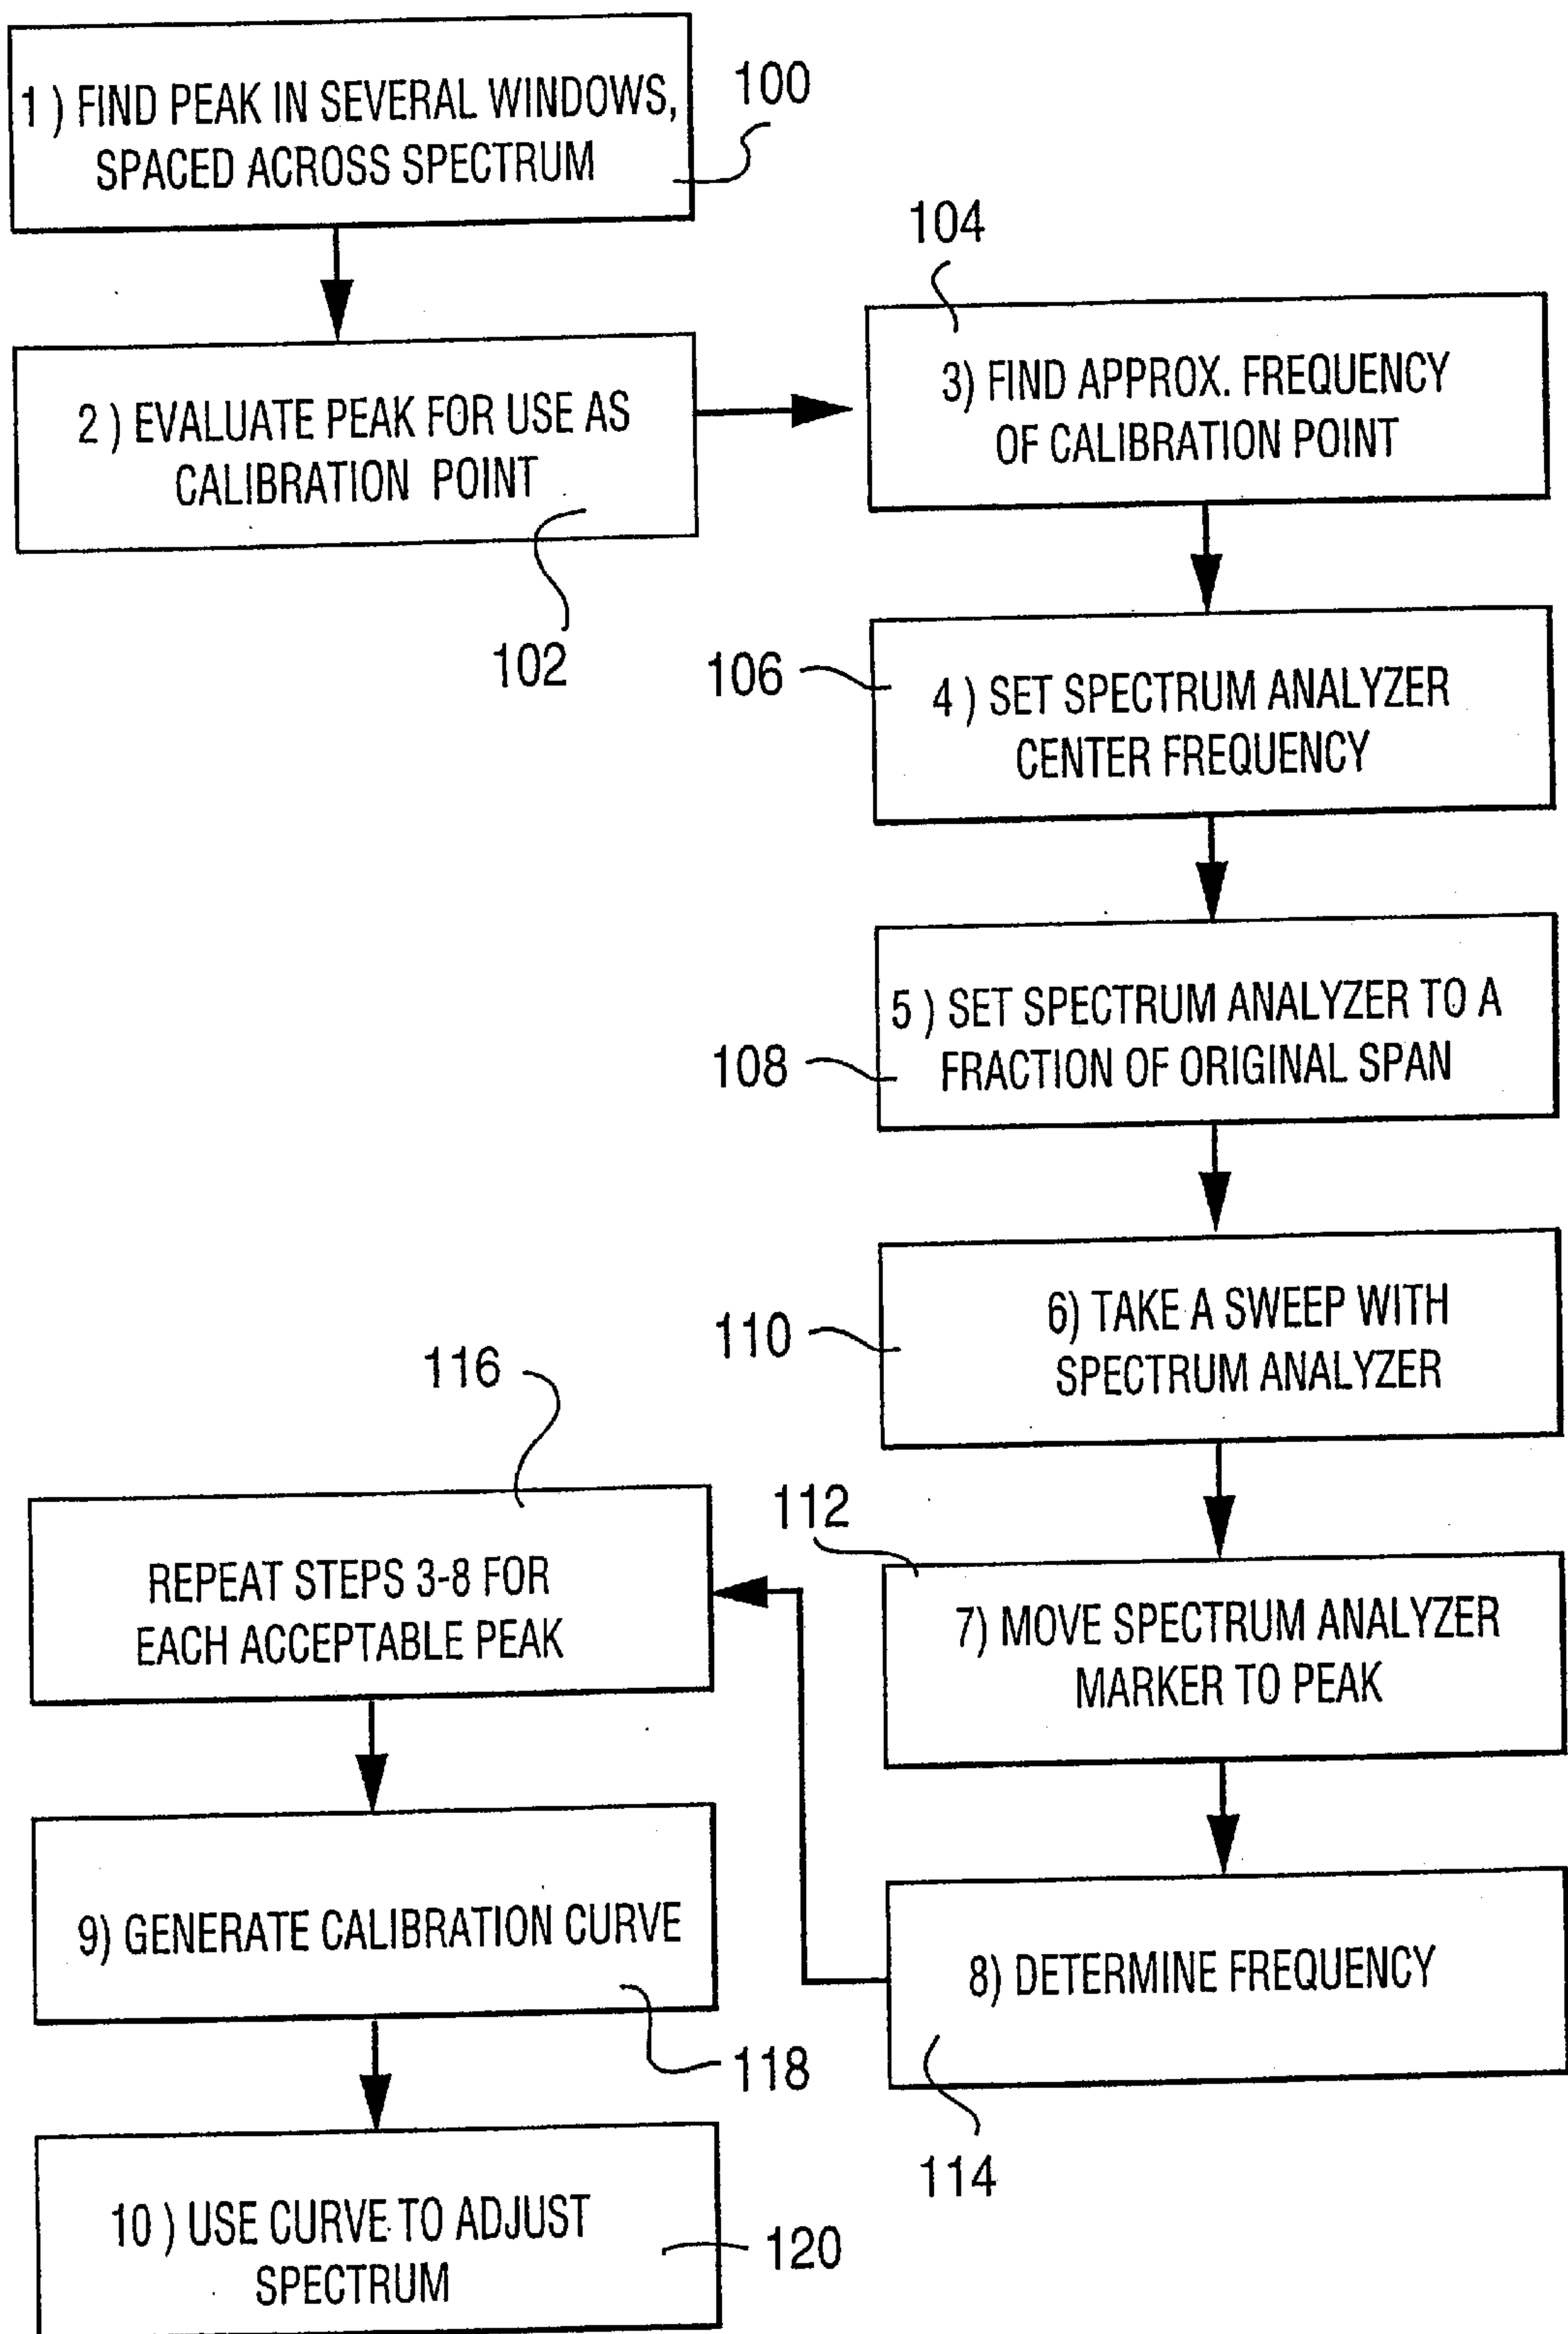 1 ) FIND PEAK IN SEVERAL WINDOWS,
SPACED ACROSS SPECTRUM
100
2 ) EVALUATE PEAK FOR USE AS
CALIBRATION POINT
102
104
3) FIND APPROX. FREQUENCY
OF CALIBRATION POINT
106
4 ) SET SPECTRUM ANALYZER
CENTER FREQUENCY
108
5 ) SET SPECTRUM ANALYZER TO A
FRACTION OF ORIGINAL SPAN
110
6) TAKE A SWEEP WITH
SPECTRUM ANALYZER
112
7) MOVE SPECTRUM ANALYZER
MARKER TO PEAK
8) DETERMINE FREQUENCY
114
116
REPEAT STEPS 3-8 FOR
EACH ACCEPTABLE PEAK
9) GENERATE CALIBRATION CURVE
118
10 ) USE CURVE TO ADJUST
SPECTRUM
120